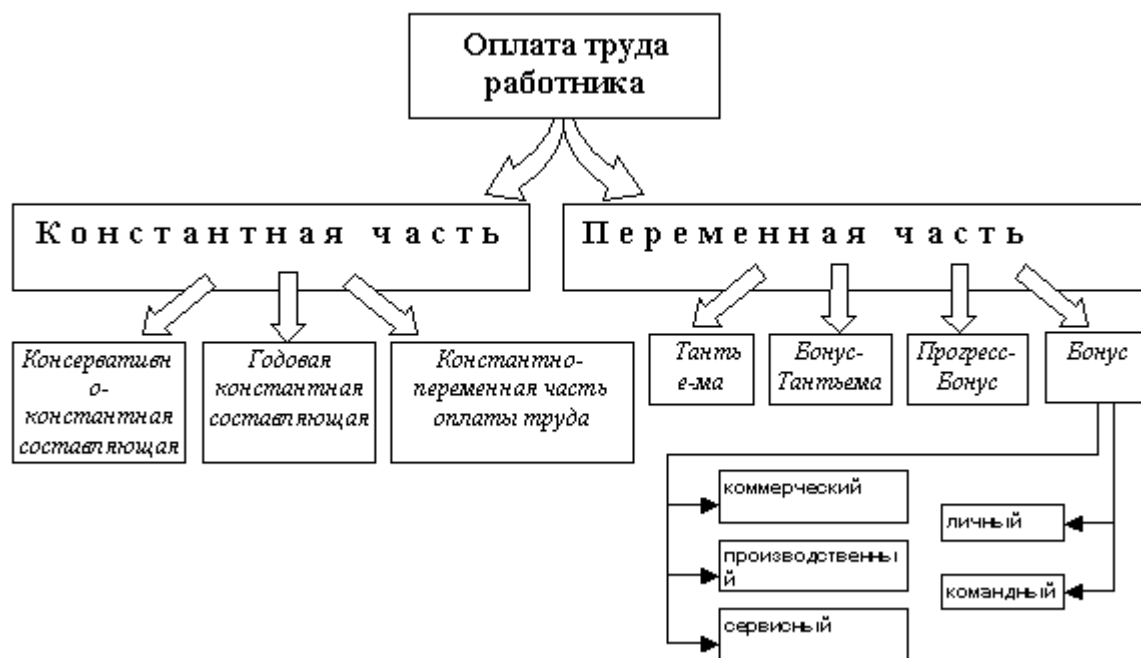 Оплата труда
работника
Константная часть
Переменная часть
Консервативн
о-
константная
составляющая
Годовая
константная
составляющая
Константно-
переменная часть
оплаты труда
Танть
е-ма
Бонус-
Тантьема
Прогресс-
Бонус
Бонус
коммерческий
производственны
й
сервисный
личный
командный